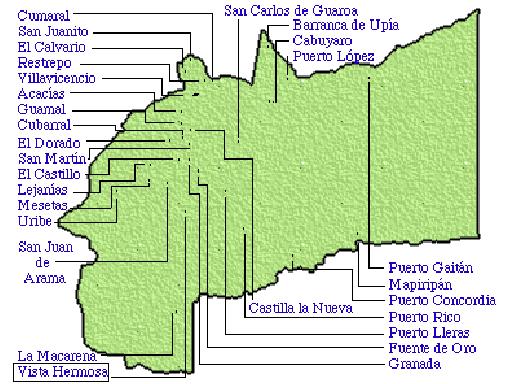 Cumaral
San Juanito
El Calvario
Restrepo
Villavicencio
Acacías
Guamal
Cubarral
El Dorado
San Martín
El Castillo
Lejanías
Mesetas
Uribe
San Juan
de
Arama
La Macarena
Vista Hermosa
San Carlos de Guaroa
Barranca de Upía
Cabuyaro
Puerto López
Castilla la Nueva
Puerto Gaitán
Mapiripán
Puerto Concordia
Puerto Rico
Puerto Lleras
Fuente de Oro
Granada